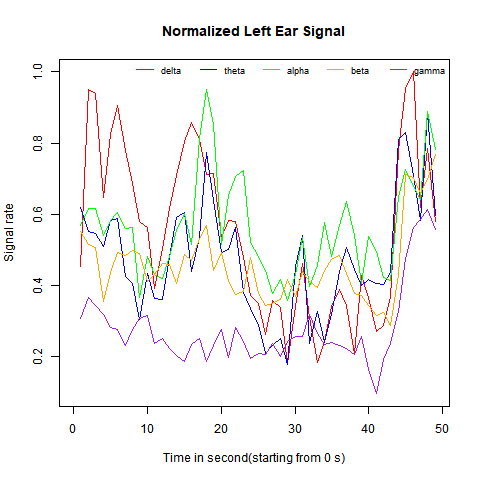 Normalized Left Ear Signal
delta theta alpha beta gamma
1.0
0.8
0.6
0.4
0.2
Signal rate
0 10 20 30 40 50
Time in second(starting from 0 s)